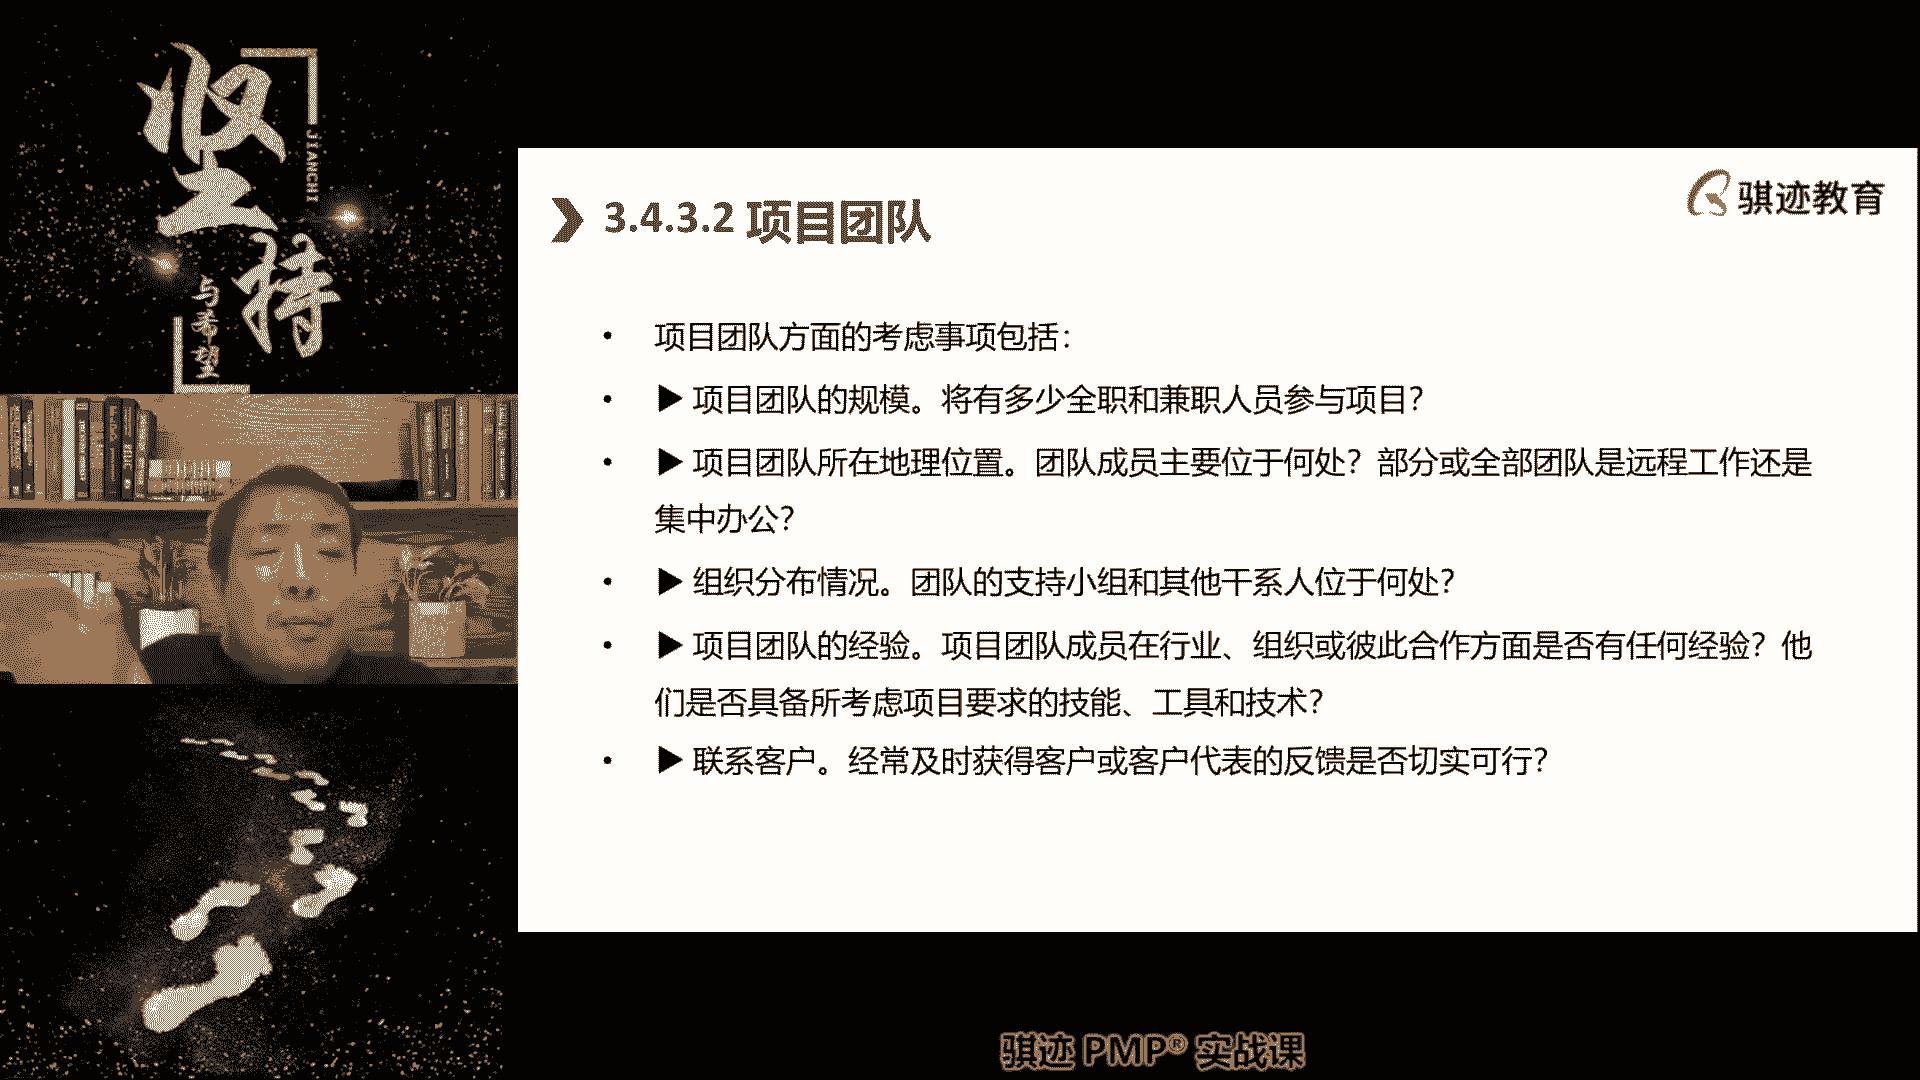 坚持
JIANCHI
与希望
骐迹教育
3.4.3.2 项目团队
• 项目团队方面的考虑事项包括：
• ▶ 项目团队的规模。将有多少全职和兼职人员参与项目？
• ▶ 项目团队所在地理位置。团队成员主要位于何处？部分或全部团队是远程工作还是
集中办公？
• ▶ 组织分布情况。团队的支持小组和其他干系人位于何处？
• ▶ 项目团队的经验。项目团队成员在行业、组织或彼此合作方面是否有任何经验？他
们是否具备所考虑项目要求的技能、工具和技术？
• ▶ 联系客户。经常及时获得客户或客户代表的反馈是否切实可行？
骐迹 PMP® 实战课